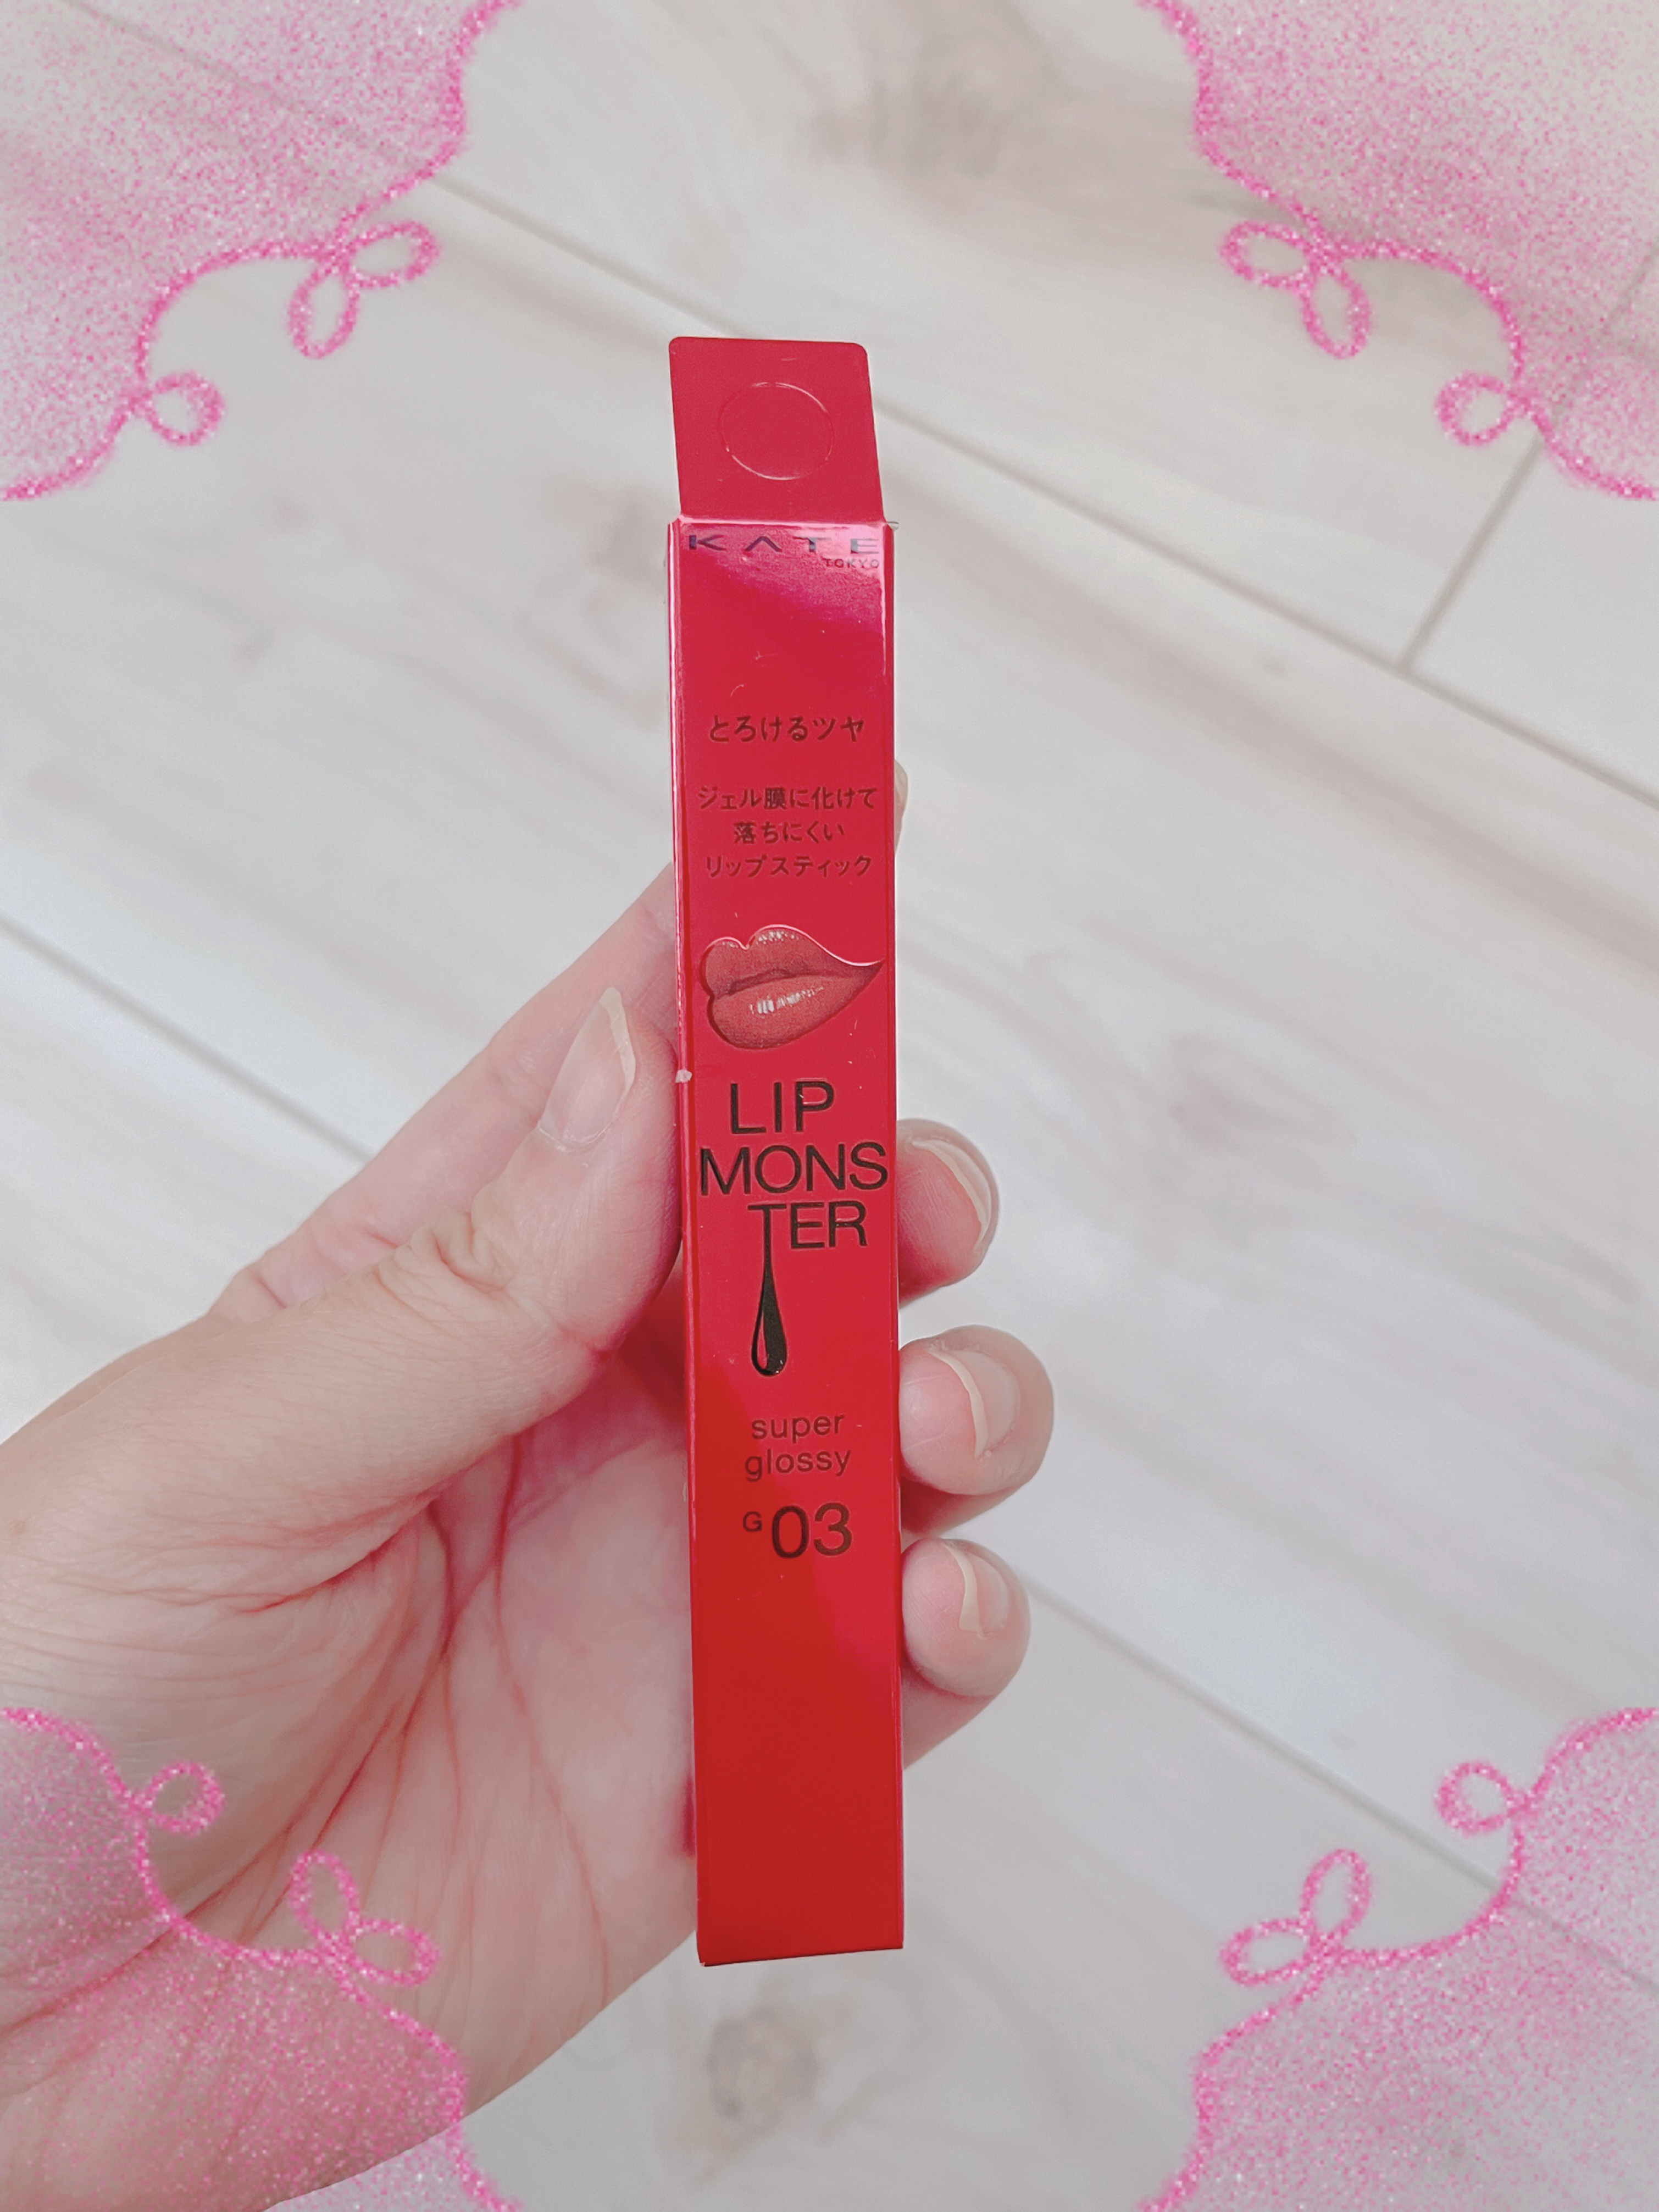 KATE
TOKYO
とろけるツヤ
ジェル膜に化けて
落ちにくい
リップスティック
LIP
MONS
TER
super
glossy
G03